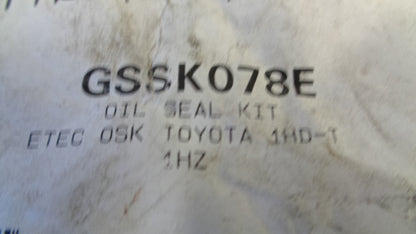 GSSK078E
OIL SEAL KIT
ETEC OSK TOYOTA 1HD-T
1HZ